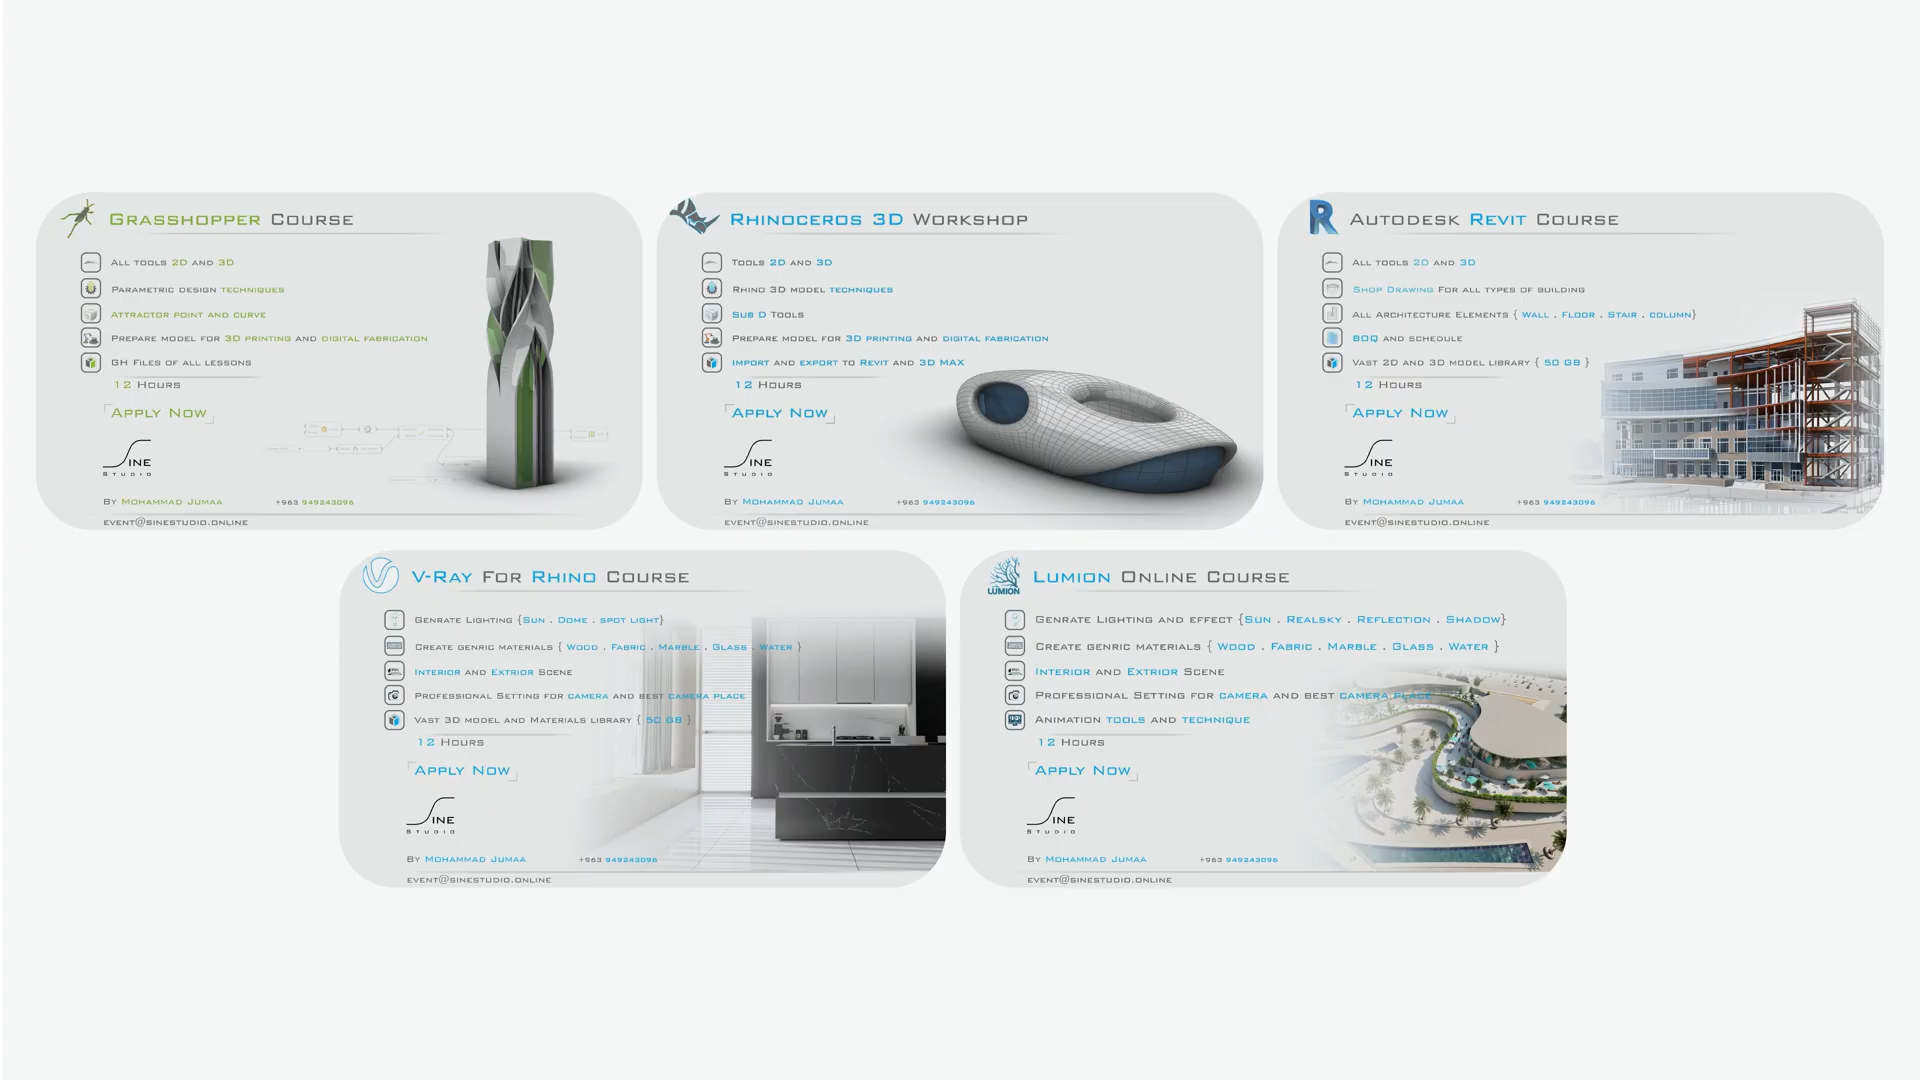 Grasshopper Course
All tools 2D and 3D
Parametric design techniques
Attractor point and curve
Prepare model for 3D printing and digital fabrication
GH Files of all lessons
12 Hours
Apply Now
Sine
Studio
By Mohammad Jumaa +963 949243096
event@sinestudio.online
Rhinoceros 3D Workshop
Tools 2D and 3D
Rhino 3D model techniques
Sub D Tools
Prepare model for 3D printing and digital fabrication
Import and export to Revit and 3D MAX
12 Hours
Apply Now
Sine
Studio
By Mohammad Jumaa +963 949243096
event@sinestudio.online
Autodesk Revit Course
All tools 2D and 3D
Shop Drawing For all types of building
All Architecture Elements { Wall . Floor . Stair . column}
BOQ and schedule
Vast 2D and 3D model library { 50 GB }
12 Hours
Apply Now
Sine
Studio
By Mohammad Jumaa +963 949243096
event@sinestudio.online
V-Ray For Rhino Course
Genrate Lighting {Sun . Dome . spot light}
Create genric materials { Wood . Fabric . Marble . Glass . Water }
Interior and Extrior Scene
Professional Setting for camera and best camera place
Vast 3D model and Materials library { 50 GB }
12 Hours
Apply Now
Sine
Studio
By Mohammad Jumaa +963 949243096
event@sinestudio.online
LUMION
Lumion Online Course
Genrate Lighting and effect {Sun . Realsky . Reflection . Shadow}
Create genric materials { Wood . Fabric . Marble . Glass . Water }
Interior and Extrior Scene
Professional Setting for camera and best camera place
Animation tools and technique
12 Hours
Apply Now
Sine
Studio
By Mohammad Jumaa +963 949243096
event@sinestudio.online